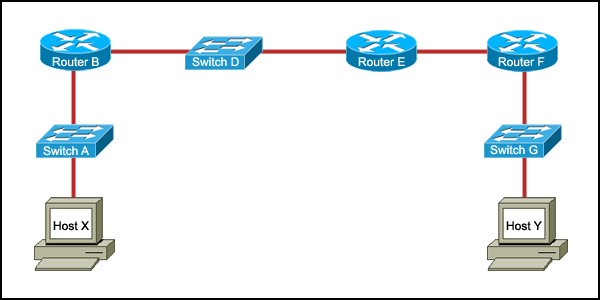 Router B
Switch D
Router E
Router F
Switch A
Switch G
Host X
Host Y